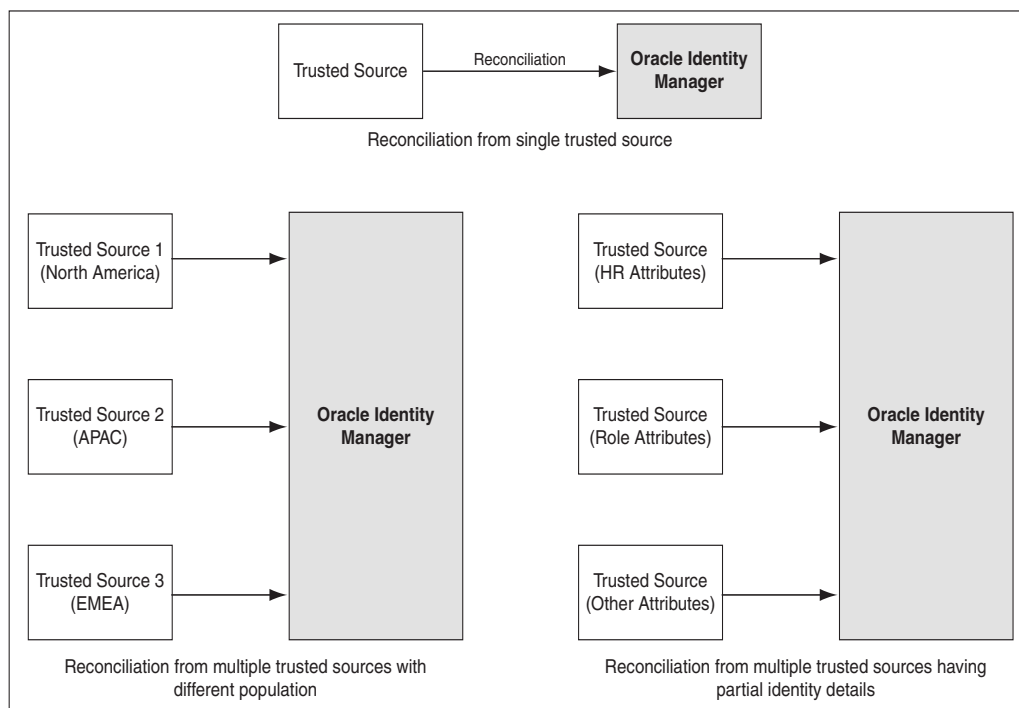 Trusted Source
Reconciliation
Oracle Identity
Manager
Reconciliation from single trusted source
Trusted Source 1
(North America)
Trusted Source 2
(APAC)
Trusted Source 3
(EMEA)
Oracle Identity
Manager
Reconciliation from multiple trusted sources with
different population
Trusted Source
(HR Attributes)
Trusted Source
(Role Attributes)
Trusted Source
(Other Attributes)
Oracle Identity
Manager
Reconciliation from multiple trusted sources having
partial identity details